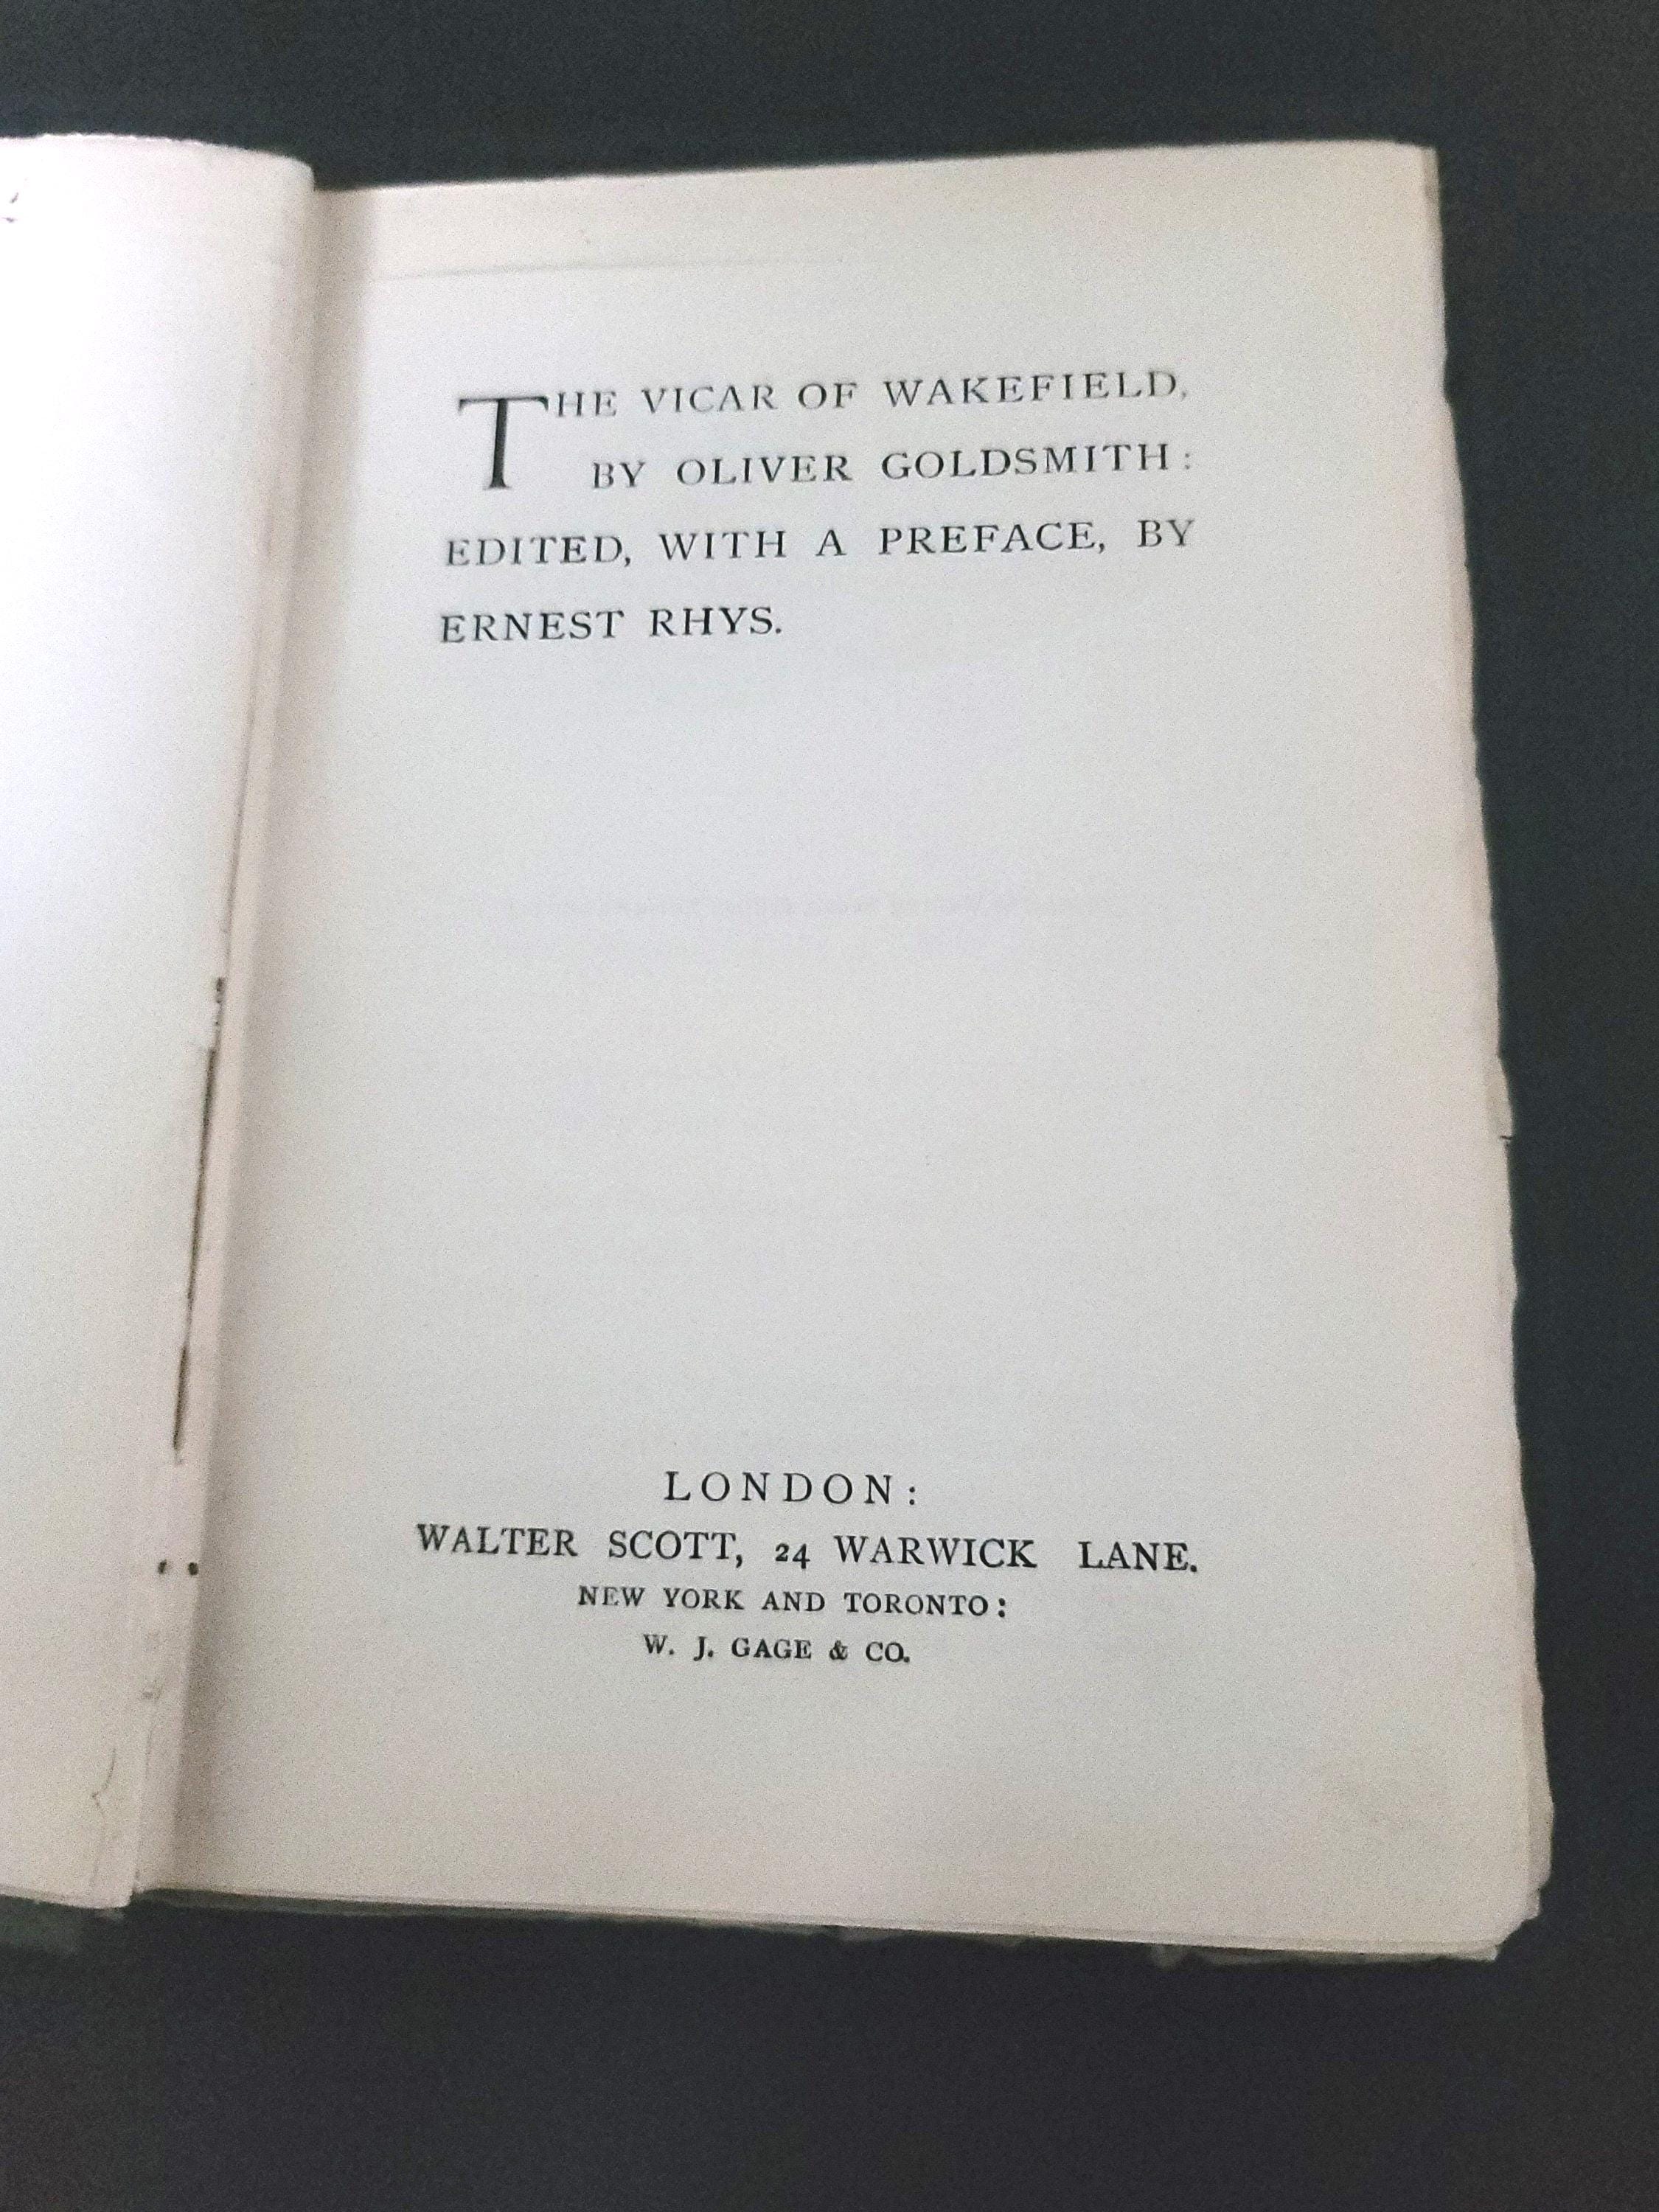 THE VICAR OF WAKEFIELD,
BY OLIVER GOLDSMITH:
EDITED, WITH A PREFACE, BY
ERNEST RHYS.
LONDON:
WALTER SCOTT, 24 WARWICK LANE.
NEW YORK AND TORONTO:
W. J. GAGE & CO.